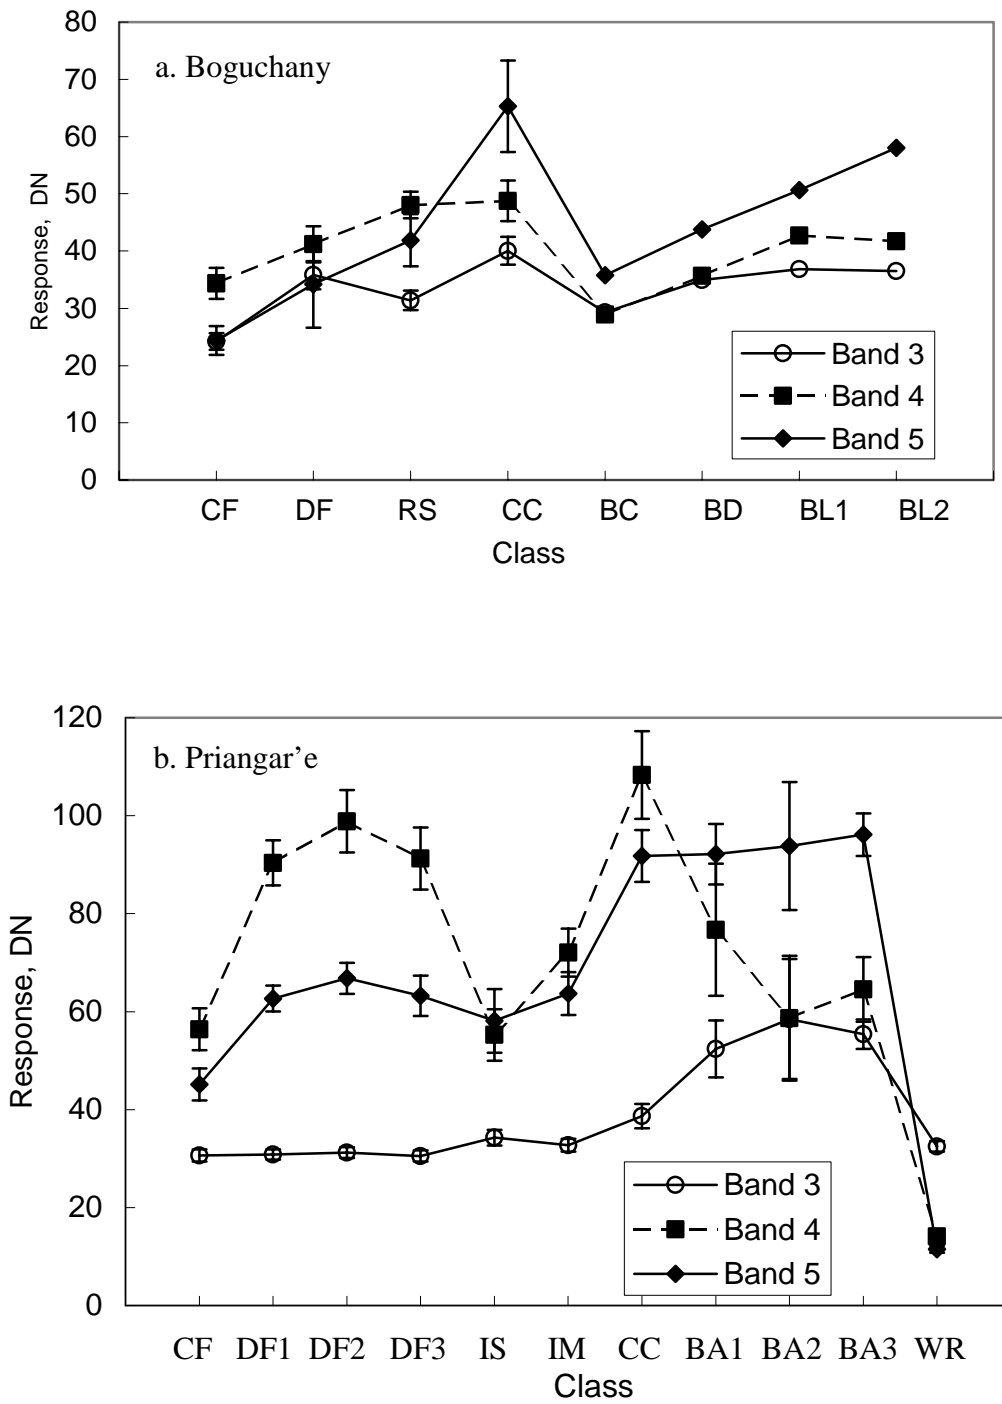 80
70
60
50
40
30
20
10
0
Response, DN
a. Boguchany
Band 3
Band 4
Band 5
CF DF RS CC BC BD BL1 BL2
Class
120
100
80
60
40
20
0
Response, DN
b. Priangar’e
Band 3
Band 4
Band 5
CF DF1 DF2 DF3 IS IM CC BA1 BA2 BA3 WR
Class